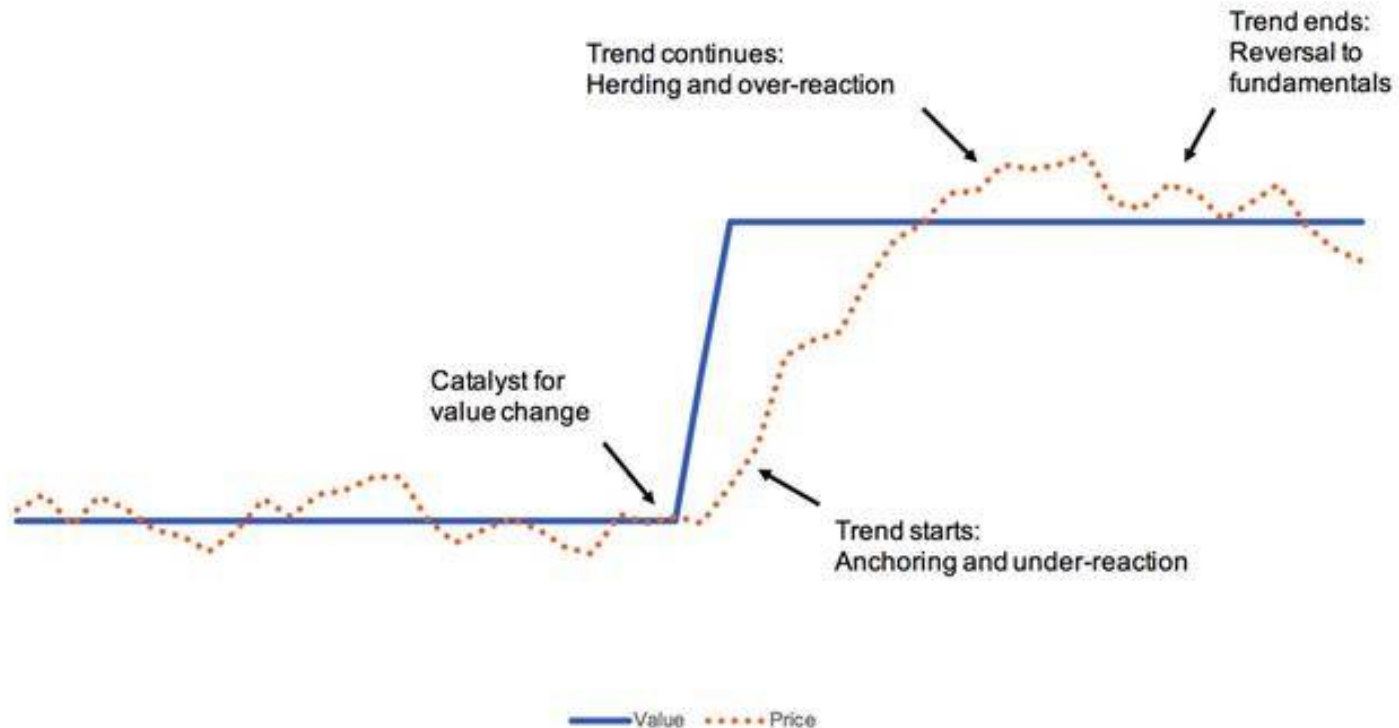 Trend continues:
Herding and over-reaction
Trend ends:
Reversal to
fundamentals
Catalyst for
value change
Trend starts:
Anchoring and under-reaction
Value Price